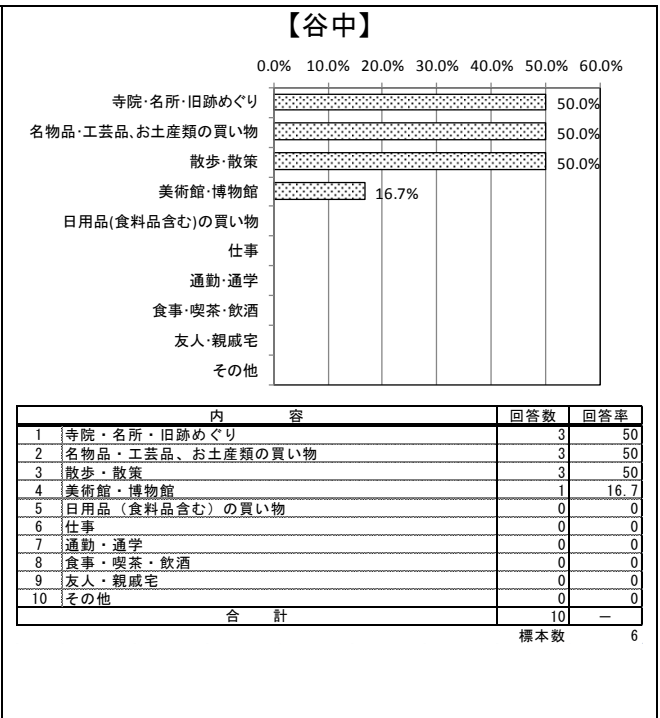 【谷中】
0.0% 10.0% 20.0% 30.0% 40.0% 50.0% 60.0%
寺院･名所･旧跡めぐり 50.0%
名物品･工芸品､お土産類の買い物 50.0%
散歩･散策 50.0%
美術館･博物館 16.7%
日用品(食料品含む)の買い物
仕事
通勤･通学
食事･喫茶･飲酒
友人･親戚宅
その他
内 容 回答数 回答率
1 寺院・名所・旧跡めぐり 3 50
2 名物品・工芸品、お土産類の買い物 3 50
3 散歩・散策 3 50
4 美術館・博物館 1 16.7
5 日用品（食料品含む）の買い物 0 0
6 仕事 0 0
7 通勤・通学 0 0
8 食事・喫茶・飲酒 0 0
9 友人・親戚宅 0 0
10 その他 0 0
合 計 10 －
標本数 6